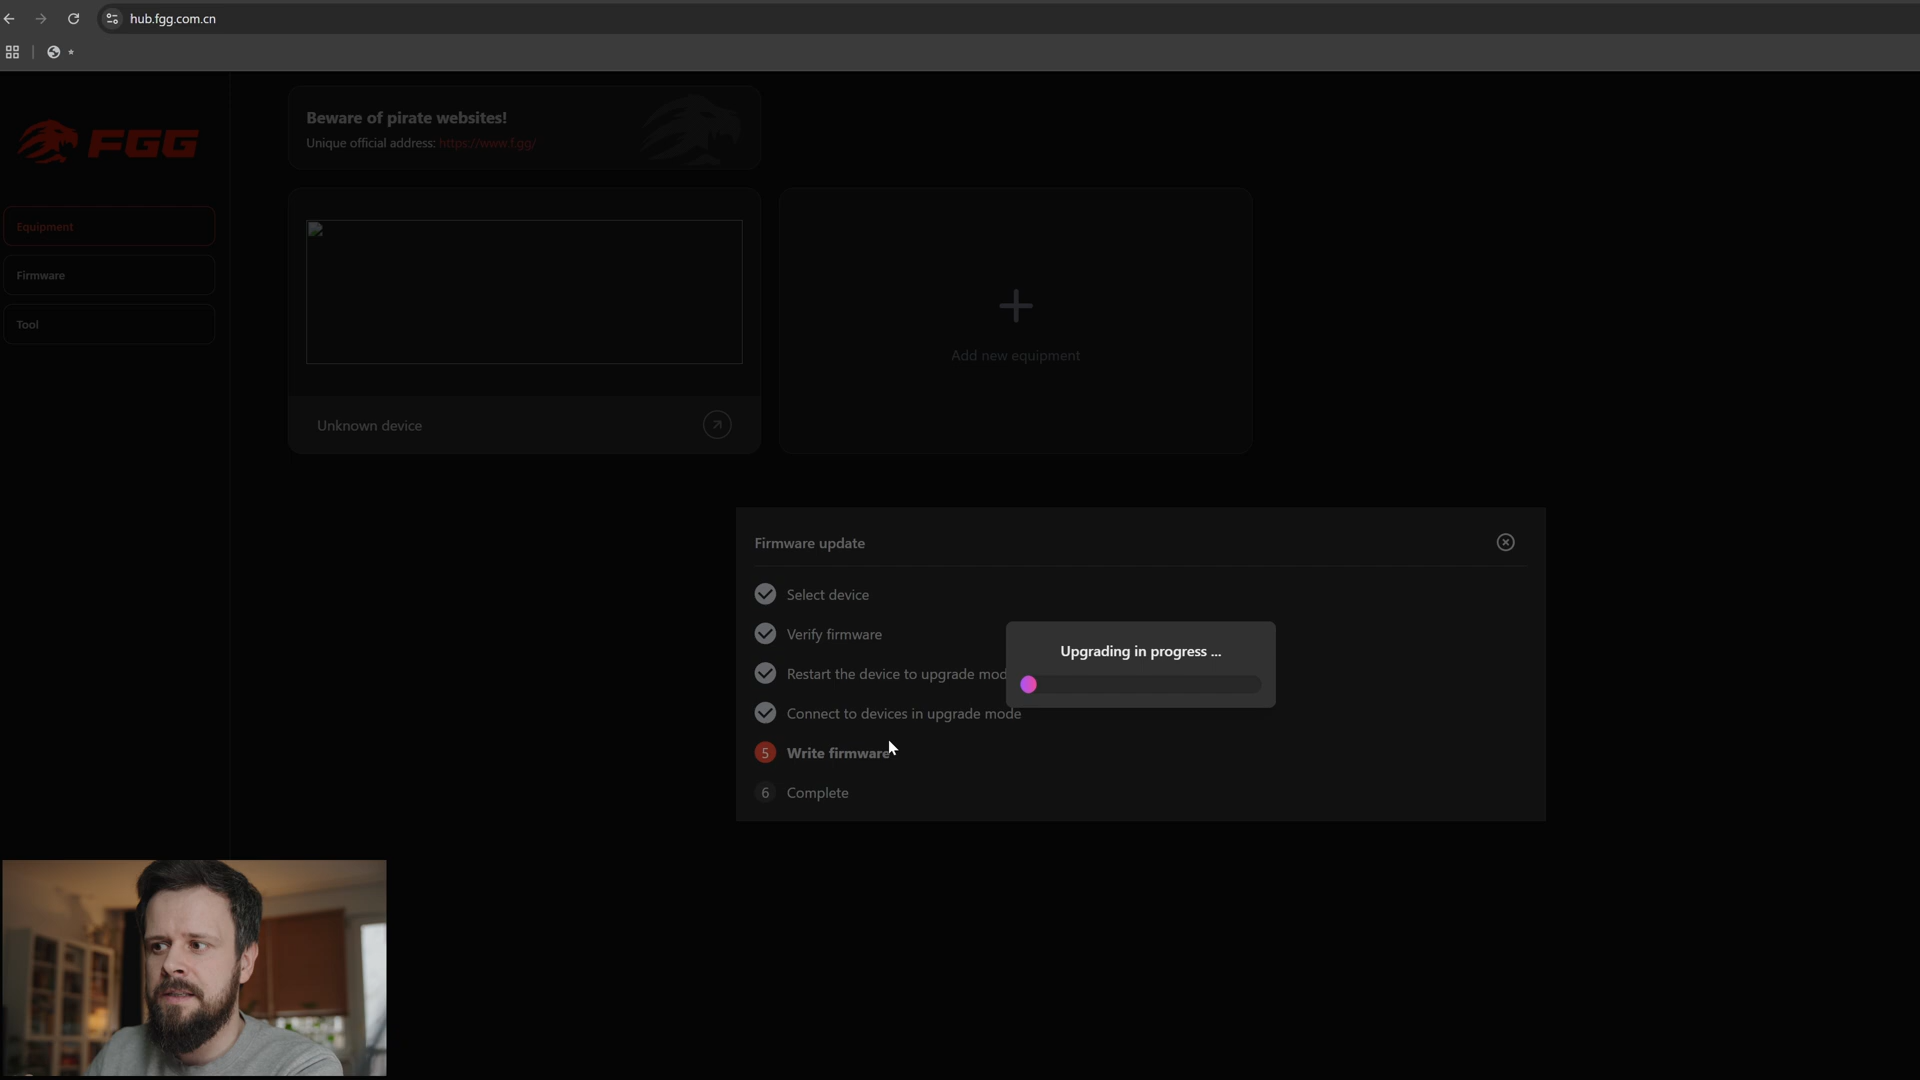 hub.fgg.com.cn
FGG
Beware of pirate websites!
Unique official address: https://www.f.gg/
Equipment
Firmware
Tool
Add new equipment
Unknown device
Firmware update
Select device
Verify firmware
Restart the device to upgrade mod
Connect to devices in upgrade mode
5 Write firmware
6 Complete
Upgrading in progress ...